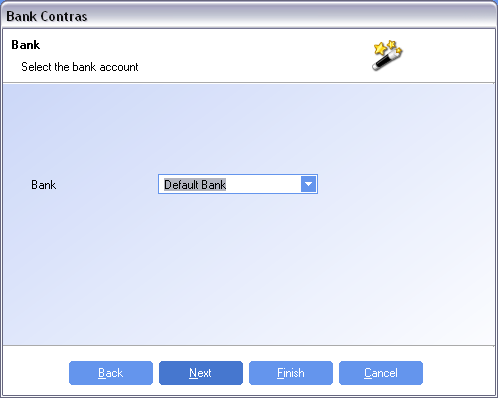 Bank Contras
Bank
Select the bank account
Bank
Default Bank
Back
Next
Finish
Cancel